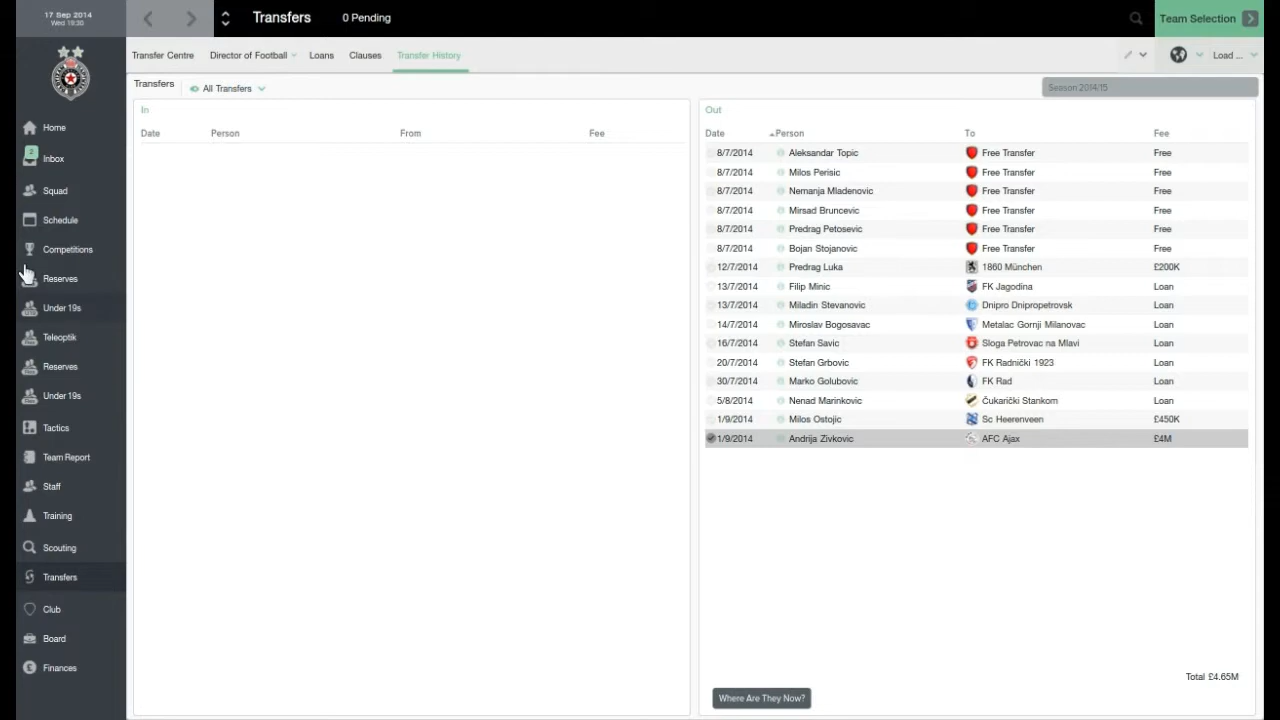 17 Sep 2014
Wed 19:30
Transfers
0 Pending
Team Selection
Transfer Centre
Director of Football
Loans
Clauses
Transfer History
Load ...
Transfers
All Transfers
Season 2014/15
Home
2
Inbox
Squad
Schedule
Competitions
Reserves
Under 19s
Teleoptik
Reserves
Under 19s
Tactics
Team Report
Staff
Training
Scouting
Transfers
Club
Board
Finances
In
Date Person From Fee
Out
Date Person To Fee
8/7/2014 Aleksandar Topic Free Transfer Free
8/7/2014 Milos Perisic Free Transfer Free
8/7/2014 Nemanja Mladenovic Free Transfer Free
8/7/2014 Mirsad Bruncevic Free Transfer Free
8/7/2014 Predrag Petosevic Free Transfer Free
8/7/2014 Bojan Stojanovic Free Transfer Free
12/7/2014 Predrag Luka 1860 München £200K
13/7/2014 Filip Minic FK Jagodina Loan
13/7/2014 Miladin Stevanovic Dnipro Dnipropetrovsk Loan
14/7/2014 Miroslav Bogosavac Metalac Gornji Milanovac Loan
16/7/2014 Stefan Savic Sloga Petrovac na Mlavi Loan
20/7/2014 Stefan Grbovic FK Radnički 1923 Loan
30/7/2014 Marko Golubovic FK Rad Loan
5/8/2014 Nenad Marinkovic Čukarički Stankom Loan
1/9/2014 Milos Ostojic Sc Heerenveen £450K
1/9/2014 Andrija Zivkovic AFC Ajax £4M
Total £4.65M
Where Are They Now?